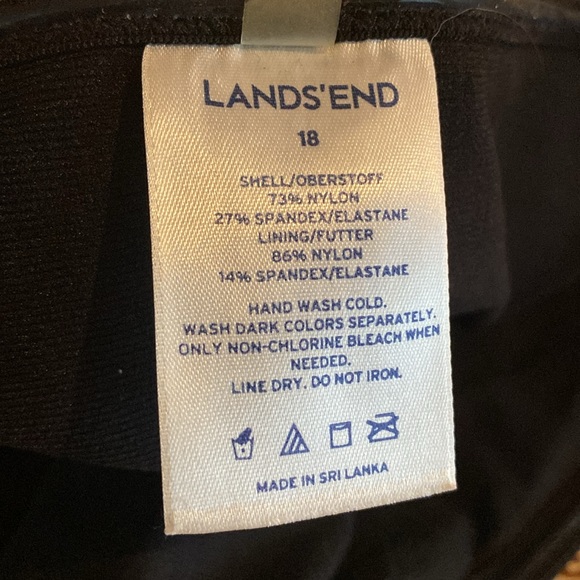 LANDS'END
18
SHELL/OBERSTOFF
73% NYLON
27% SPANDEX/ELASTANE
LINING/FUTTER
86% NYLON
14% SPANDEX/ELASTANE
HAND WASH COLD.
WASH DARK COLORS SEPARATELY.
ONLY NON-CHLORINE BLEACH WHEN
NEEDED.
LINE DRY. DO NOT IRON.
MADE IN SRI LANKA